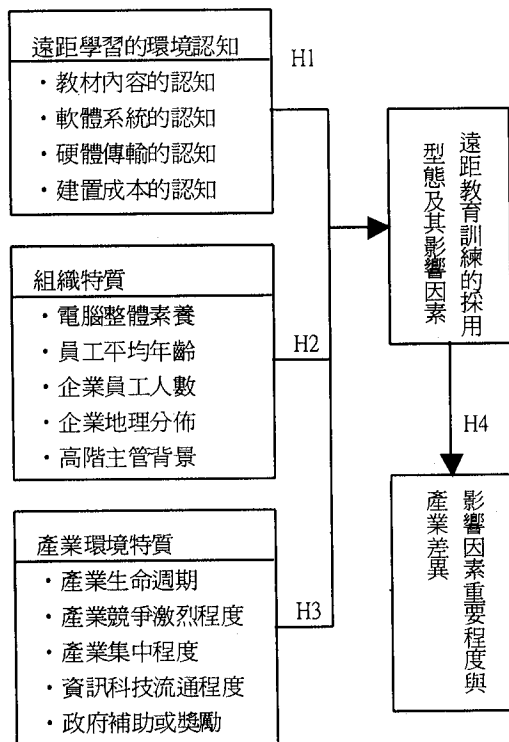 遠距學習的環境認知
・教材內容的認知
・軟體系統的認知
・硬體傳輸的認知
・建置成本的認知
H1
組織特質
・電腦整體素養
・員工平均年齡
・企業員工人數
・企業地理分佈
・高階主管背景
H2
產業環境特質
・產業生命週期
・產業競爭激烈程度
・產業集中程度
・資訊科技流通程度
・政府補助或獎勵
H3
遠距教育訓練的採用
型態及其影響因素
H4
影響因素重要程度與
產業差異